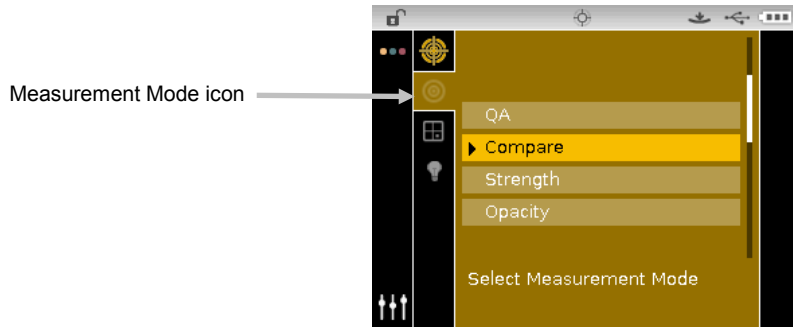 Measurement Mode icon
QA
Compare
Strength
Opacity
Select Measurement Mode